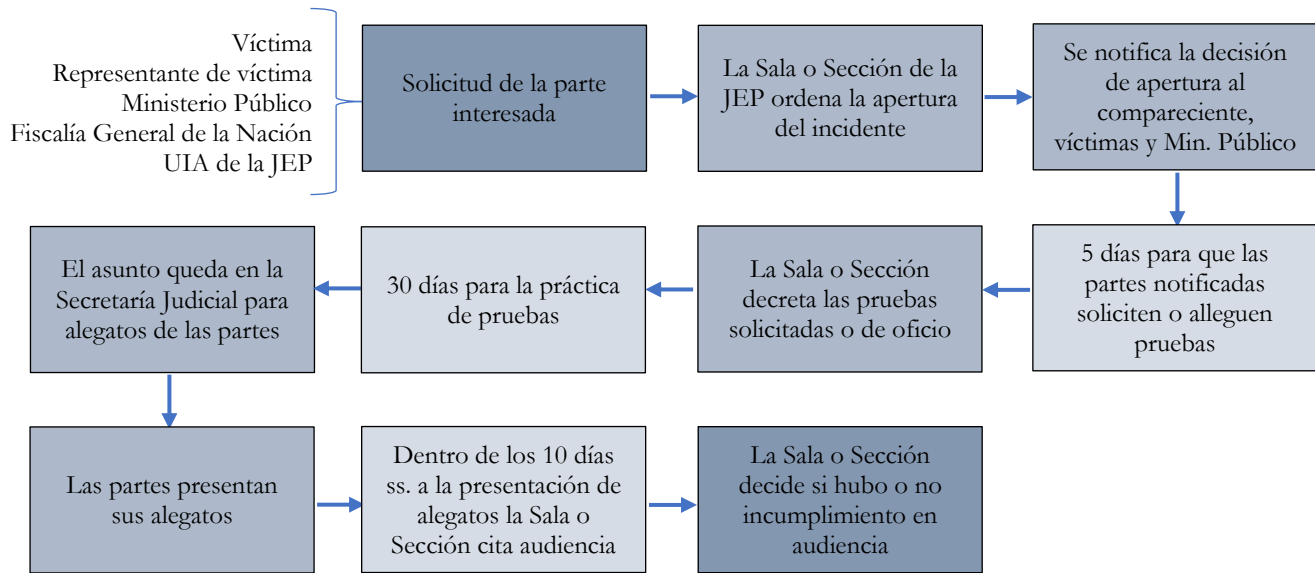 Víctima
Representante de víctima
Ministerio Público
Fiscalía General de la Nación
UIA de la JEP
Solicitud de la parte
interesada
La Sala o Sección de la
JEP ordena la apertura
del incidente
Se notifica la decisión
de apertura al
compareciente,
víctimas y Min. Público
5 días para que las
partes notificadas
soliciten o alleguen
pruebas
La Sala o Sección
decreta las pruebas
solicitadas o de oficio
30 días para la práctica
de pruebas
El asunto queda en la
Secretaría Judicial para
alegatos de las partes
Las partes presentan
sus alegatos
Dentro de los 10 días
ss. a la presentación de
alegatos la Sala o
Sección cita audiencia
La Sala o Sección
decide si hubo o no
incumplimiento en
audiencia